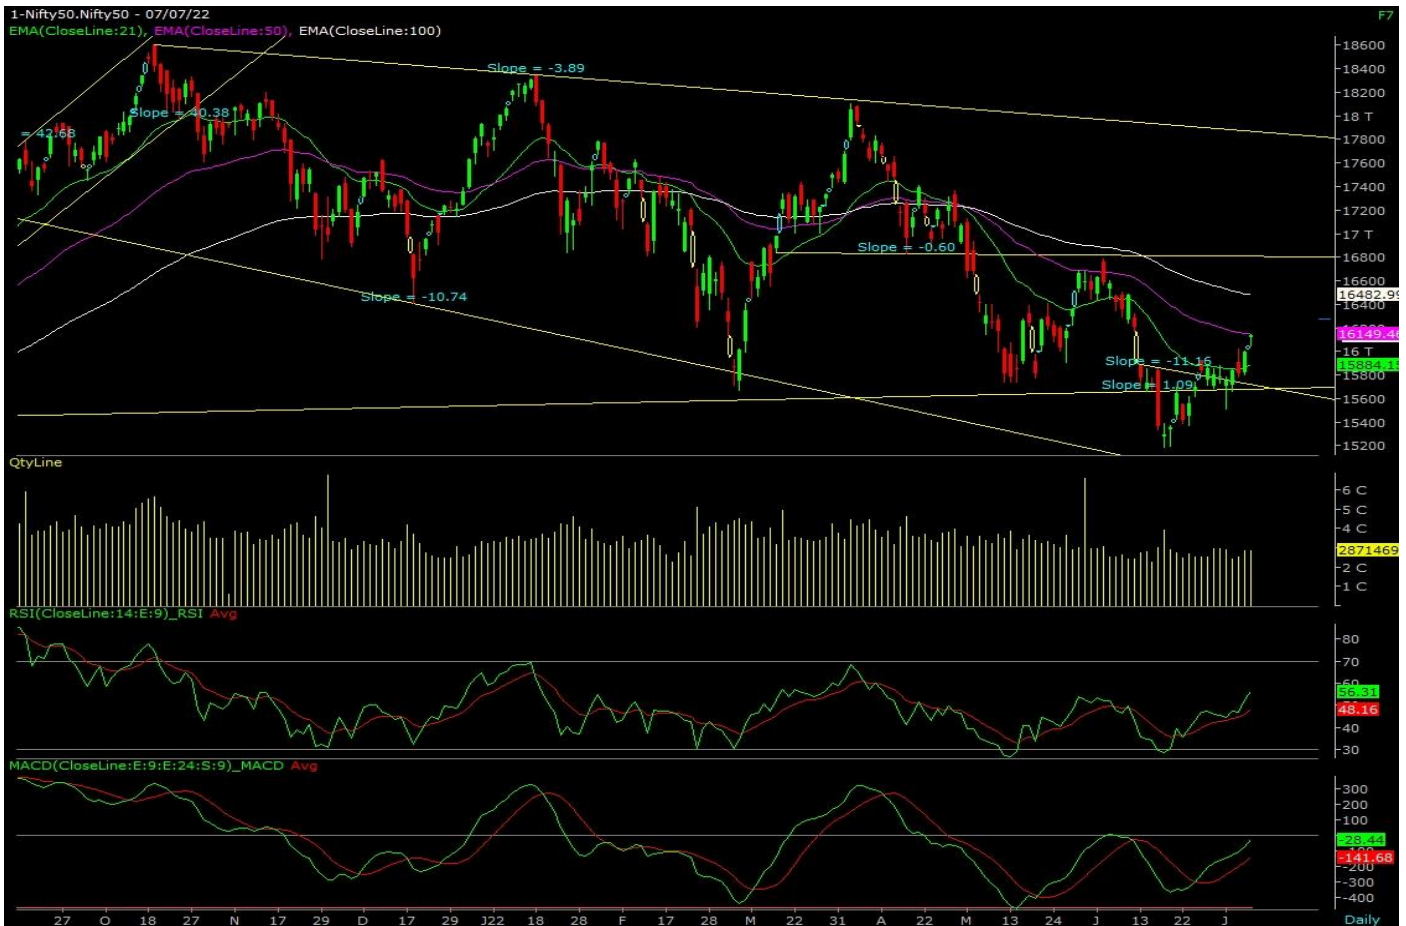 1-Nifty50.Nifty50 - 07/07/22
F7
EMA(CloseLine:21), EMA(CloseLine:50), EMA(CloseLine:100)
18600
Slope = -3.89
18400
18200
Slope = 40.38
18 T
= 42.68
17800
17600
17400
17200
17 T
Slope = -0.60
16800
16600
Slope = -10.74
16482.99
16400
16149.46
16 T
Slope = -11.16
15884.15
15800
Slope = 1.09
15600
15400
15200
QtyLine
6 C
5 C
4 C
2871469
2 C
1 C
RSI(CloseLine:14:E:9)_RSI Avg
80
70
60
56.31
48.16
40
30
MACD(CloseLine:E:9:E:24:S:9)_MACD Avg
300
200
100
-28.44
-141.68
-200
-300
-400
27 O 18 27 N 17 29 D 17 29 J22 18 28 F 17 28 M 22 31 A 22 M 13 24 J 13 22 J Daily